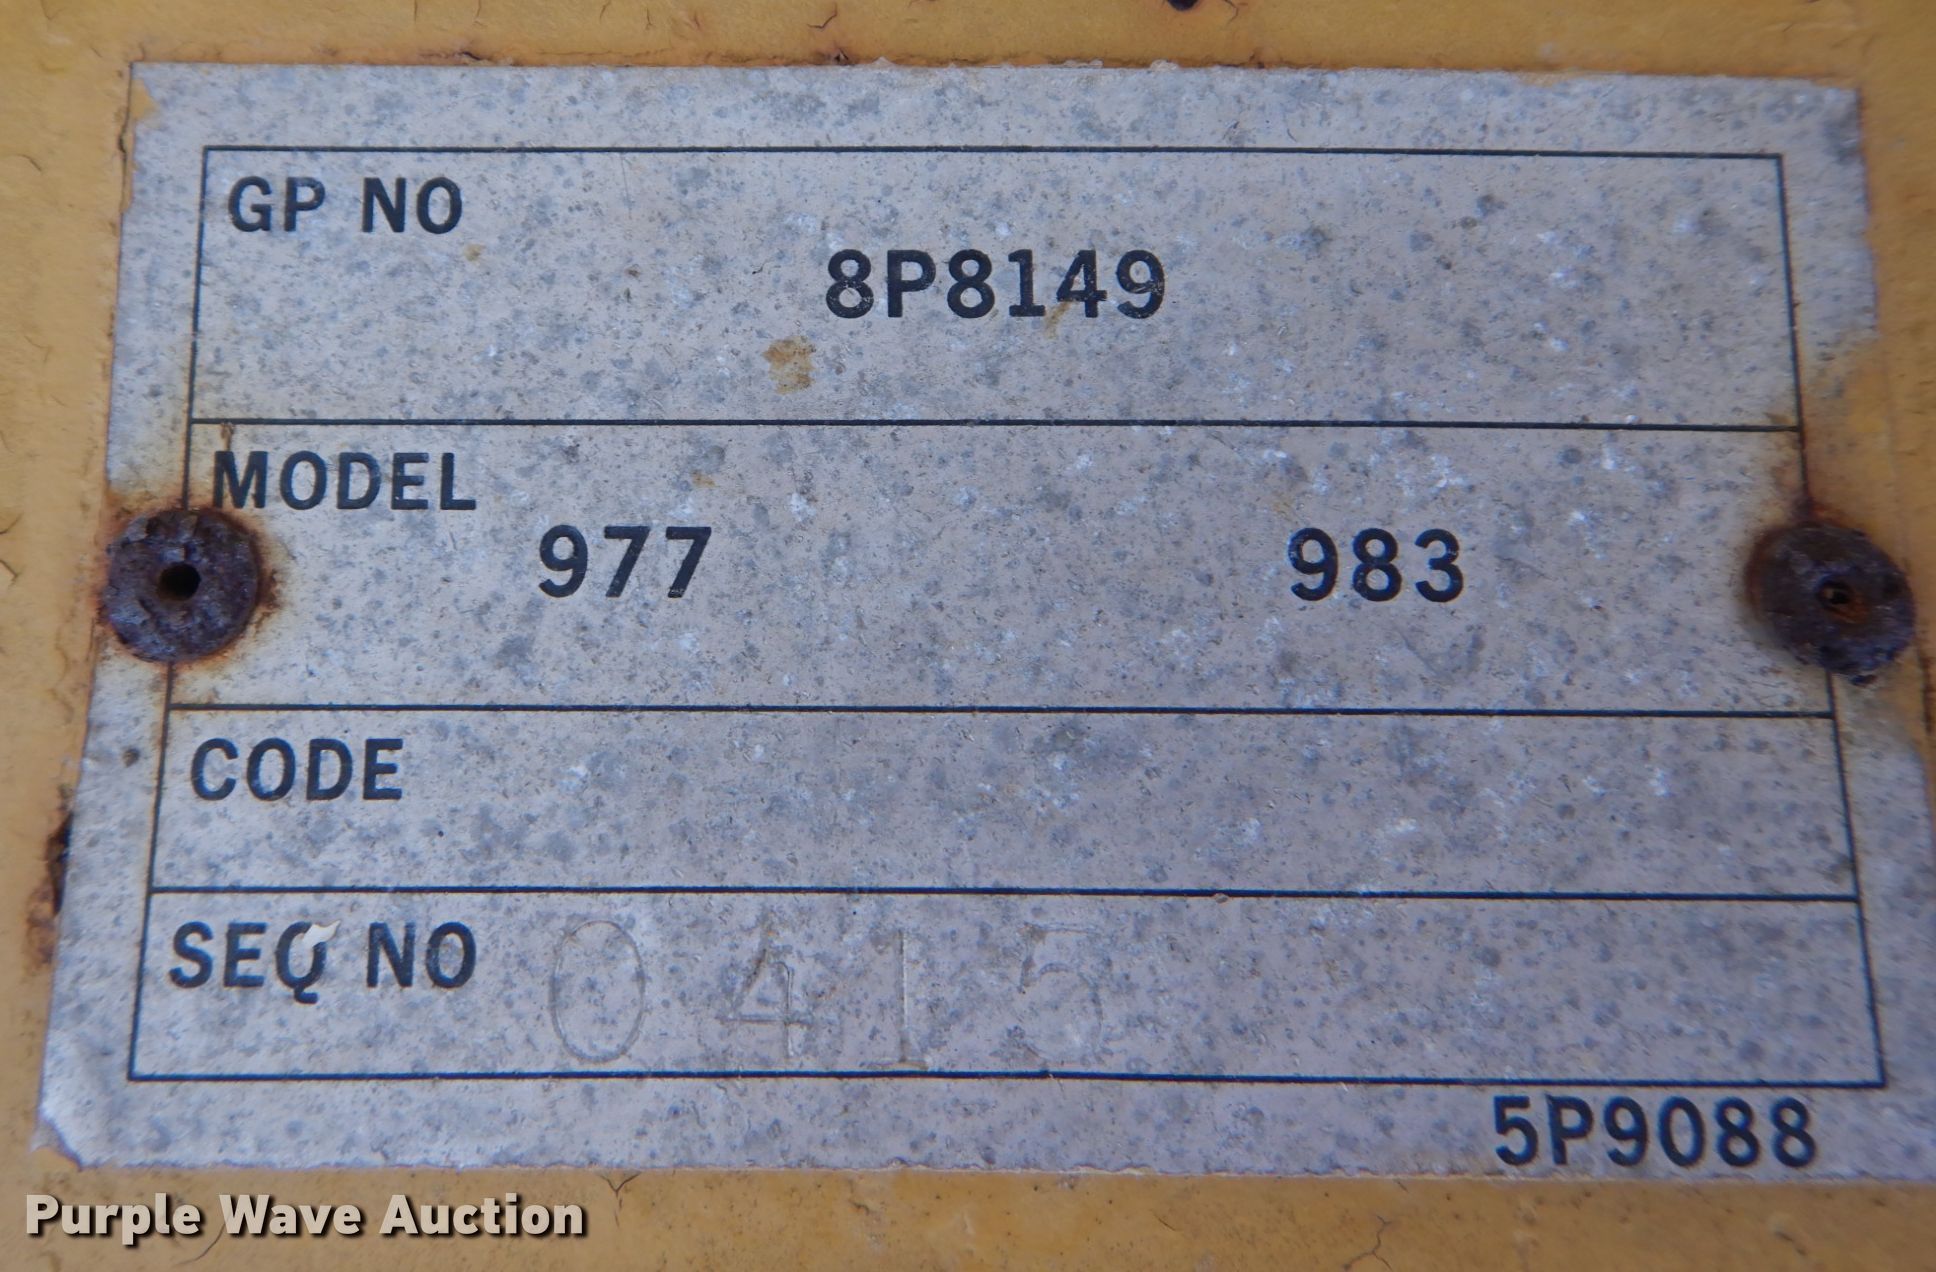 GP NO
8P8149
MODEL
977 983
CODE
SEQ NO 0415
5P9088
Purple Wave Auction